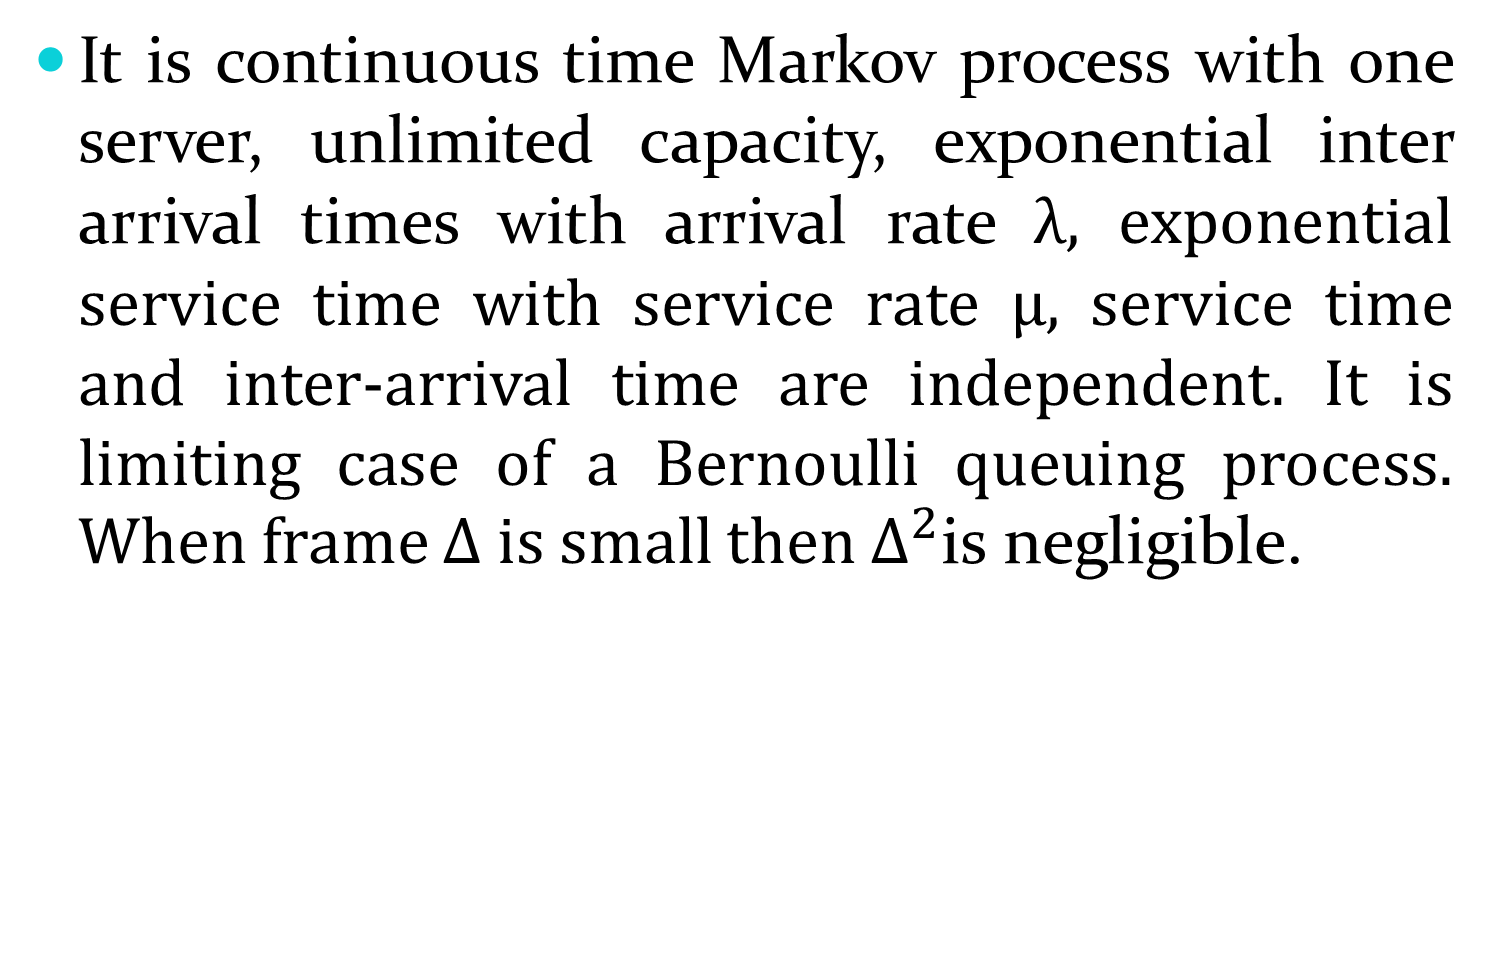 • It is continuous time Markov process with one
server, unlimited capacity, exponential inter
arrival times with arrival rate λ, exponential
service time with service rate μ, service time
and inter-arrival time are independent. It is
limiting case of a Bernoulli queuing process.
When frame Δ is small then Δ²is negligible.